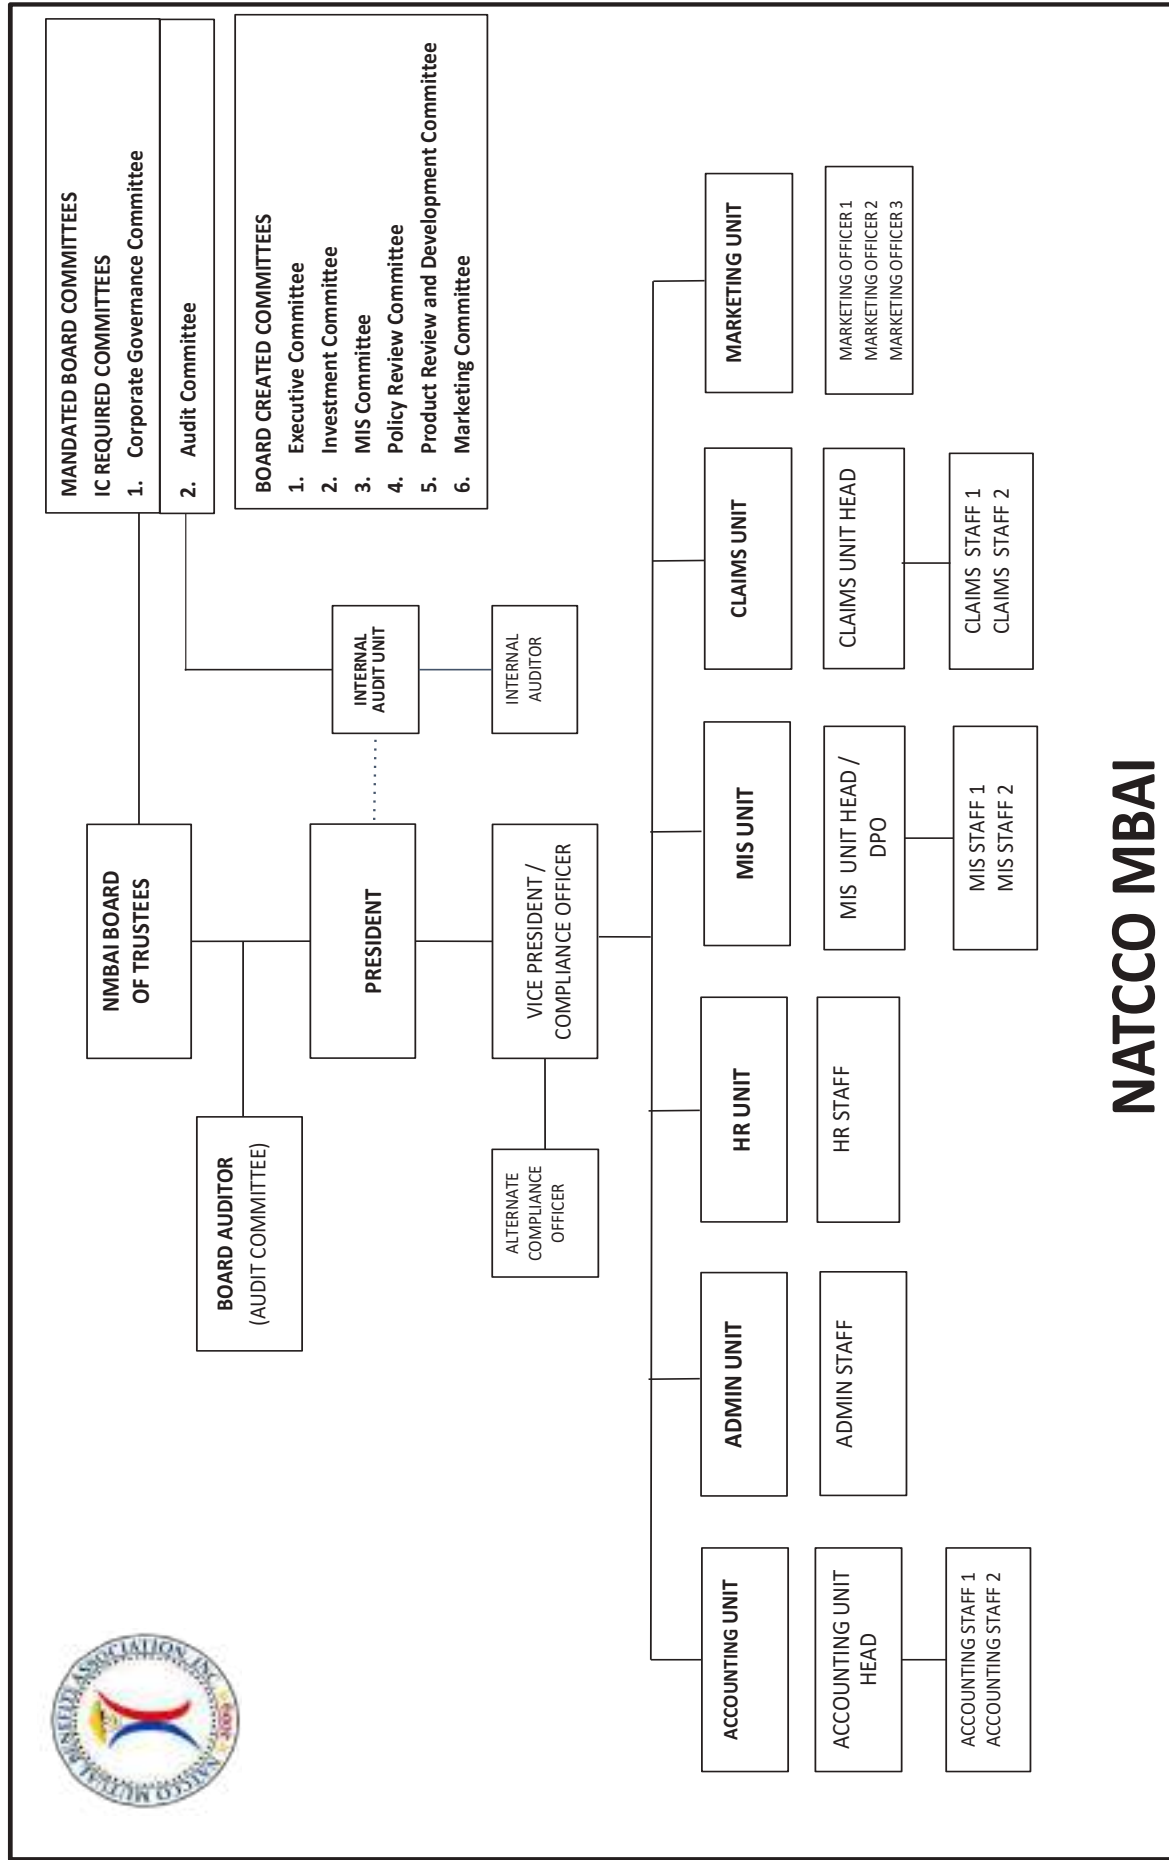 NATCCO MUTUAL BENEFITS ASSOCIATION, INC.
MANDATED BOARD COMMITTEES
IC REQUIRED COMMITTEES
1. Corporate Governance Committee
2. Audit Committee
BOARD CREATED COMMITTEES
1. Executive Committee
2. Investment Committee
3. MIS Committee
4. Policy Review Committee
5. Product Review and Development Committee
6. Marketing Committee
NMBAI BOARD
OF TRUSTEES
BOARD AUDITOR
(AUDIT COMMITTEE)
PRESIDENT
INTERNAL
AUDIT UNIT
INTERNAL
AUDITOR
VICE PRESIDENT /
COMPLIANCE OFFICER
ALTERNATE
COMPLIANCE
OFFICER
ACCOUNTING UNIT
ACCOUNTING UNIT
HEAD
ACCOUNTING STAFF 1
ACCOUNTING STAFF 2
ADMIN UNIT
ADMIN STAFF
HR UNIT
HR STAFF
MIS UNIT
MIS UNIT HEAD /
DPO
MIS STAFF 1
MIS STAFF 2
CLAIMS UNIT
CLAIMS UNIT HEAD
CLAIMS STAFF 1
CLAIMS STAFF 2
MARKETING UNIT
MARKETING OFFICER 1
MARKETING OFFICER 2
MARKETING OFFICER 3
NATCCO MBAI